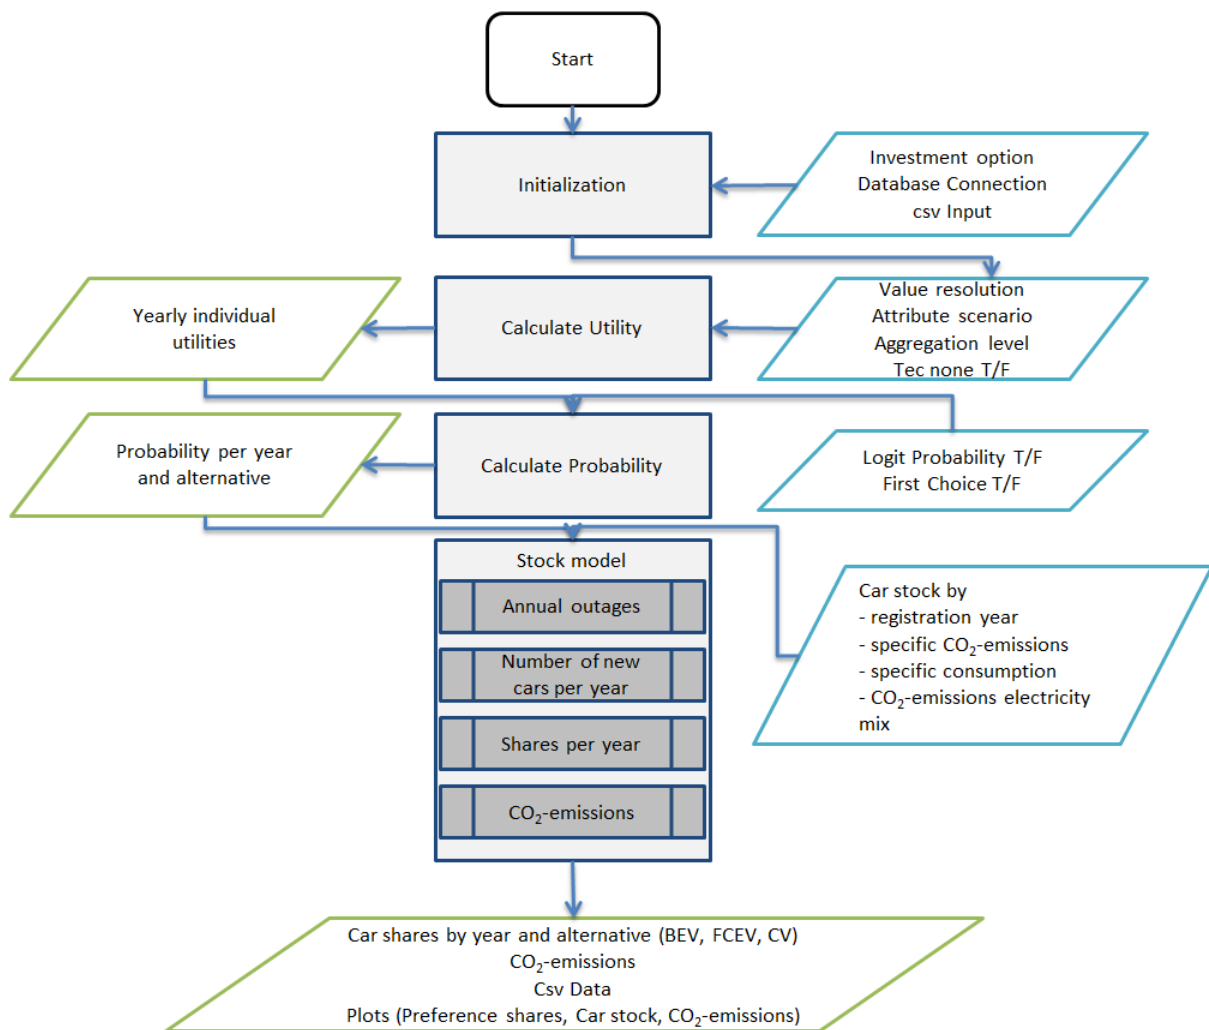 Start
Initialization
Investment option
Database Connection
csv Input
Yearly individual
utilities
Calculate Utility
Value resolution
Attribute scenario
Aggregation level
Tec none T/F
Probability per year
and alternative
Calculate Probability
Logit Probability T/F
First Choice T/F
Stock model
Annual outages
Number of new
cars per year
Shares per year
CO₂-emissions
Car stock by
- registration year
- specific CO₂-emissions
- specific consumption
- CO₂-emissions electricity
mix
Car shares by year and alternative (BEV, FCEV, CV)
CO₂-emissions
Csv Data
Plots (Preference shares, Car stock, CO₂-emissions)